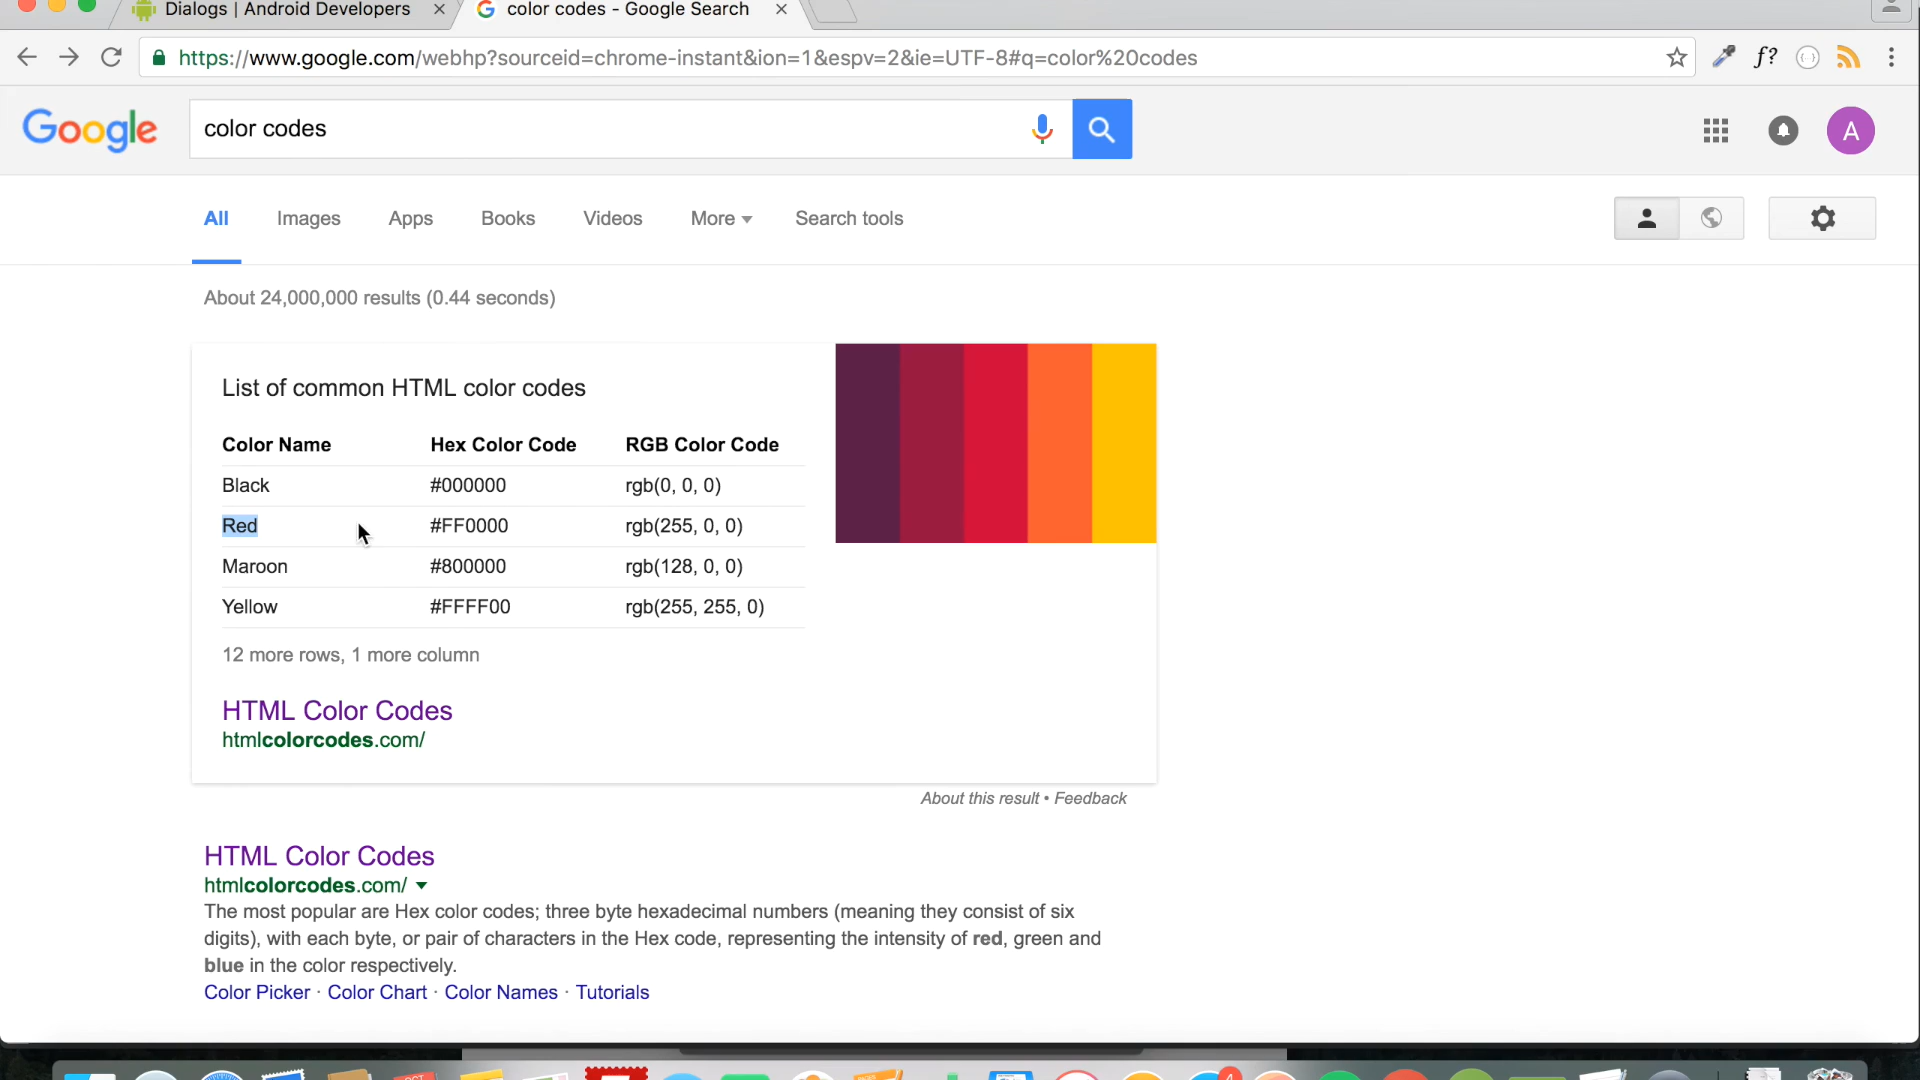 Dialogs | Android Developers
color codes - Google Search
https://www.google.com/webhp?sourceid=chrome-instant&ion=1&espv=2&ie=UTF-8#q=color%20codes
f?
Google
color codes
A
All Images Apps Books Videos More Search tools
About 24,000,000 results (0.44 seconds)
List of common HTML color codes
Color Name Hex Color Code RGB Color Code
Black #000000 rgb(0, 0, 0)
Red #FF0000 rgb(255, 0, 0)
Maroon #800000 rgb(128, 0, 0)
Yellow #FFFF00 rgb(255, 255, 0)
12 more rows, 1 more column
HTML Color Codes
htmlcolorcodes.com/
About this result • Feedback
HTML Color Codes
htmlcolorcodes.com/
The most popular are Hex color codes; three byte hexadecimal numbers (meaning they consist of six
digits), with each byte, or pair of characters in the Hex code, representing the intensity of red, green and
blue in the color respectively.
Color Picker · Color Chart · Color Names · Tutorials
OCT
4